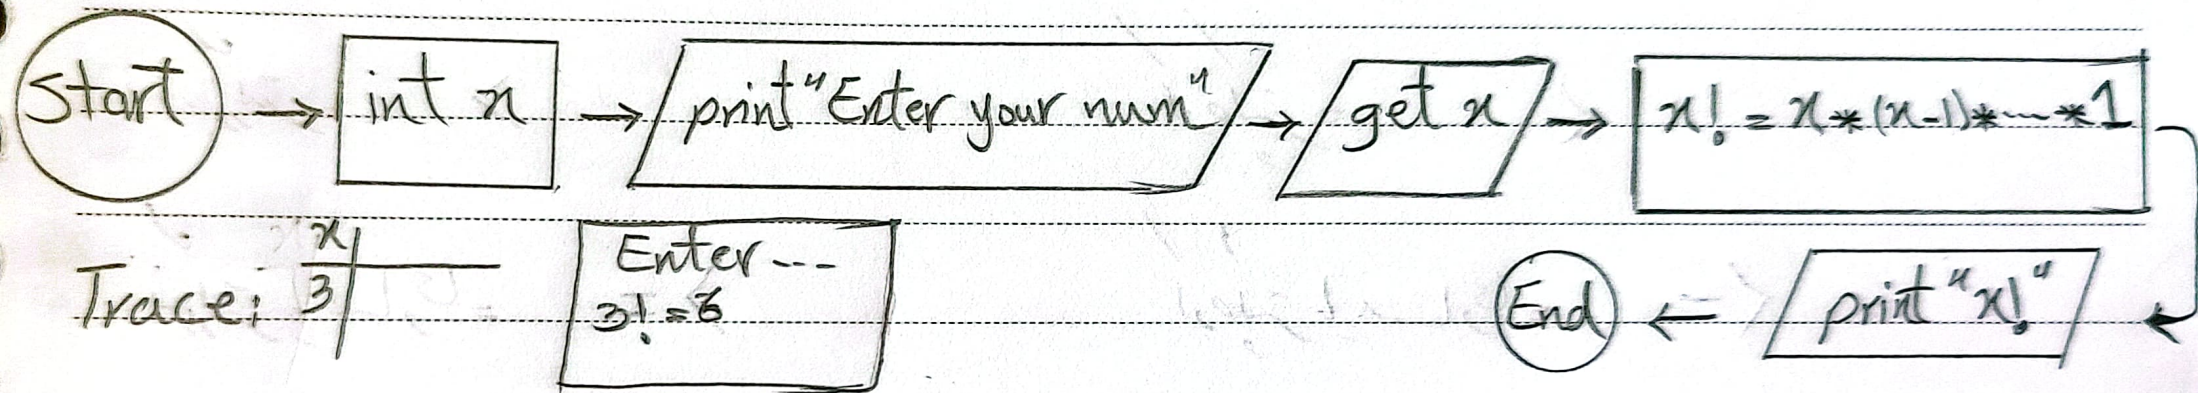 Start → int x → print "Enter your num" → get x → x! = x * (x-1) * ... * 1
print "x!"
End
Trace:
x
3
Enter ---
3! = 6